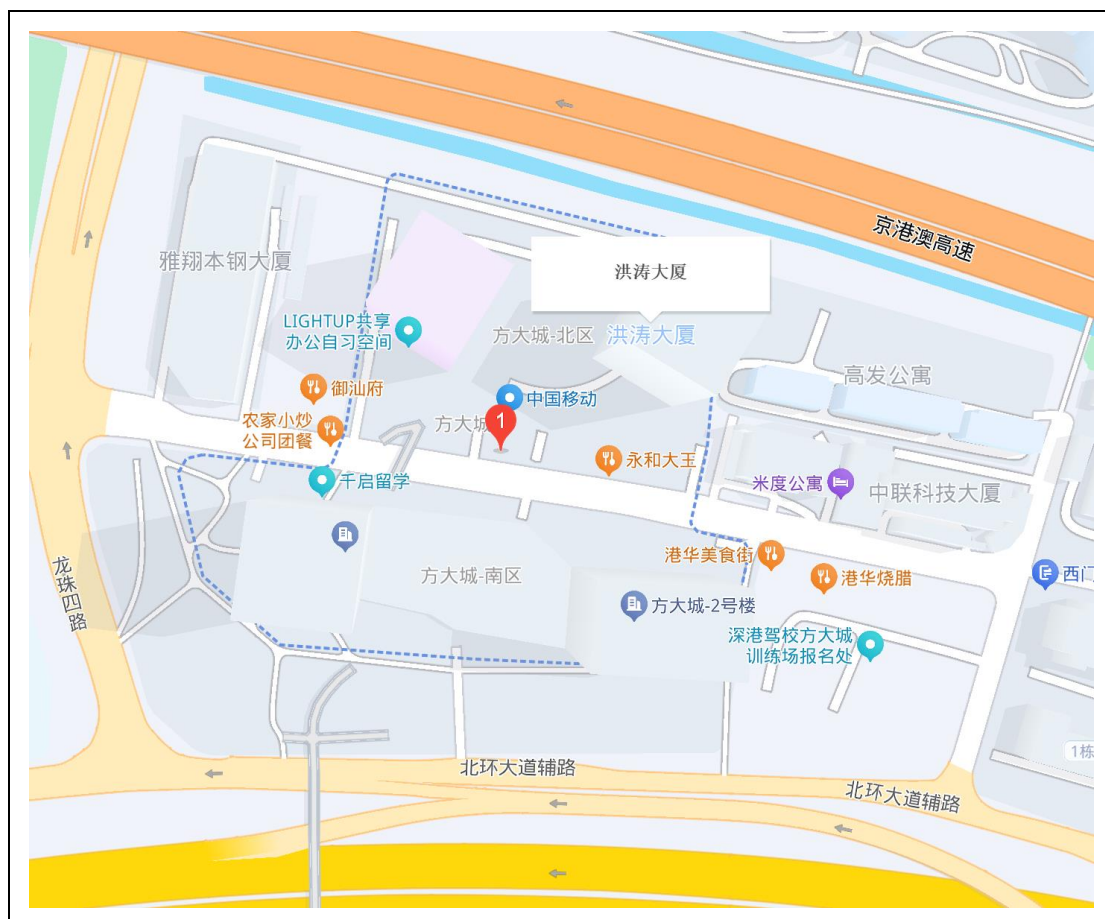 京港澳高速
雅翔本钢大厦
洪涛大厦
LIGHTUP共享
办公自习空间
方大城-北区
洪涛大厦
高发公寓
御汕府
中国移动
农家小炒
公司团餐
方大城
1
永和大王
千启留学
米度公寓
中联科技大厦
港华美食街
龙珠四路
方大城-南区
港华烧腊
西门
方大城-2号楼
深港驾校方大城
训练场报名处
1栋
北环大道辅路
北环大道辅路